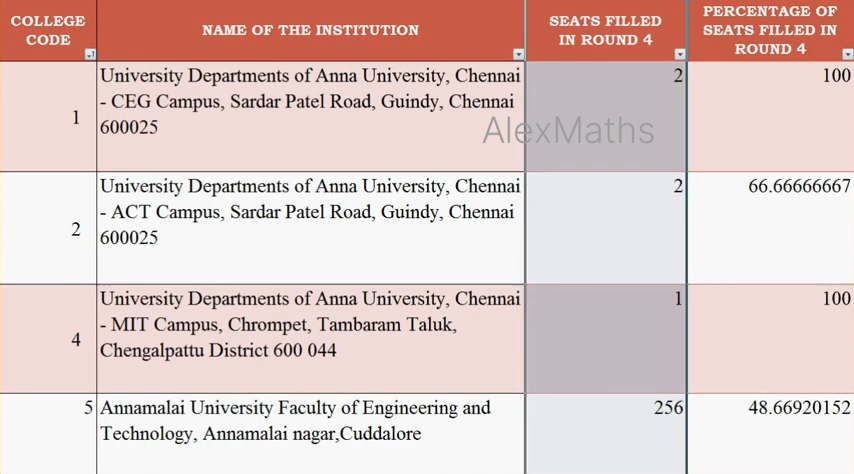 COLLEGE
CODE
NAME OF THE INSTITUTION
SEATS FILLED
IN ROUND 4
PERCENTAGE OF
SEATS FILLED IN
ROUND 4
1
University Departments of Anna University, Chennai
- CEG Campus, Sardar Patel Road, Guindy, Chennai
600025
2
100
AlexMaths
2
University Departments of Anna University, Chennai
- ACT Campus, Sardar Patel Road, Guindy, Chennai
600025
2
66.66666667
4
University Departments of Anna University, Chennai
- MIT Campus, Chrompet, Tambaram Taluk,
Chengalpattu District 600 044
1
100
5
Annamalai University Faculty of Engineering and
Technology, Annamalai nagar,Cuddalore
256
48.66920152